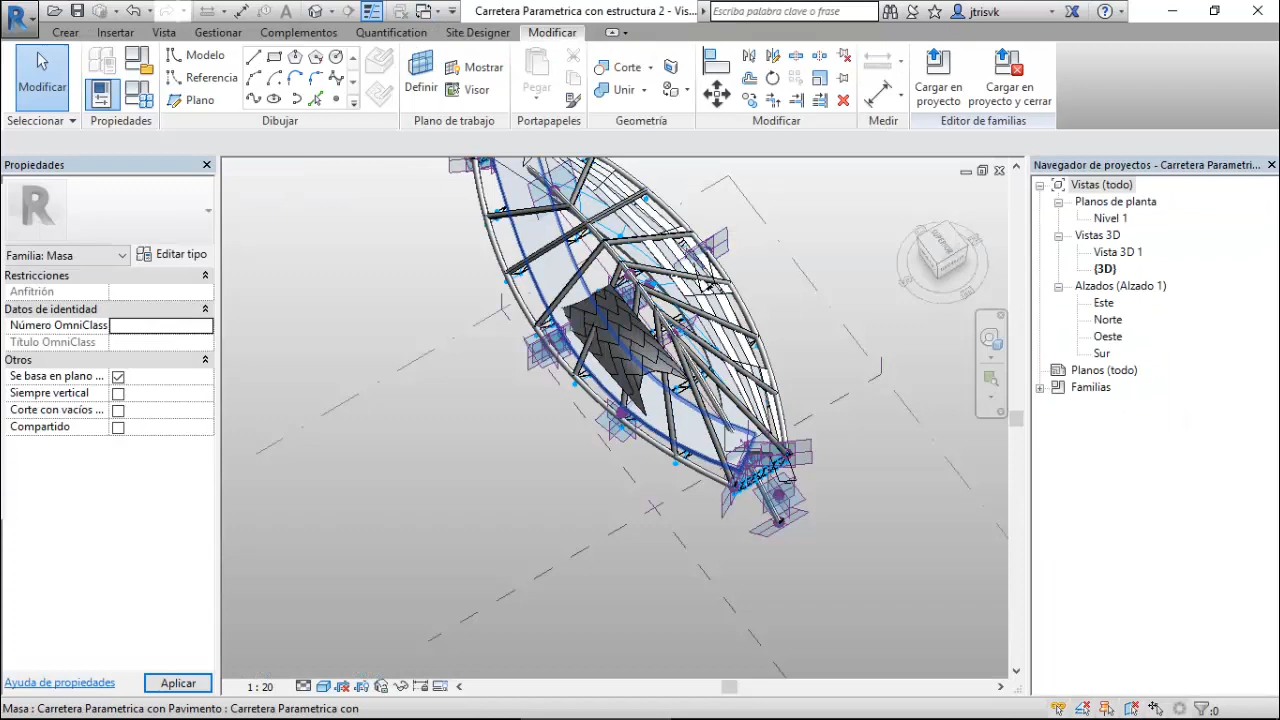 Carretera Parametrica con estructura 2 - Vis...
Escriba palabra clave o frase
jtrisvk
Crear
Insertar
Vista
Gestionar
Complementos
Quantification
Site Designer
Modificar
Modificar
Modelo
Referencia
Plano
Definir
Mostrar
Visor
Pegar
Corte
Unir
Cargar en
proyecto
Cargar en
proyecto y cerrar
Seleccionar
Propiedades
Dibujar
Plano de trabajo
Portapapeles
Geometría
Modificar
Medir
Editor de familias
Propiedades
Familia: Masa
Editar tipo
Restricciones
Anfitrión
Datos de identidad
Número OmniClass
Título OmniClass
Otros
Se basa en plano ...
Siempre vertical
Corte con vacíos ...
Compartido
Ayuda de propiedades
Aplicar
1 : 20
Navegador de proyectos - Carretera Parametri...
Vistas (todo)
Planos de planta
Nivel 1
Vistas 3D
Vista 3D 1
{3D}
Alzados (Alzado 1)
Este
Norte
Oeste
Sur
Planos (todo)
Familias
Masa : Carretera Parametrica con Pavimento : Carretera Parametrica con
:0